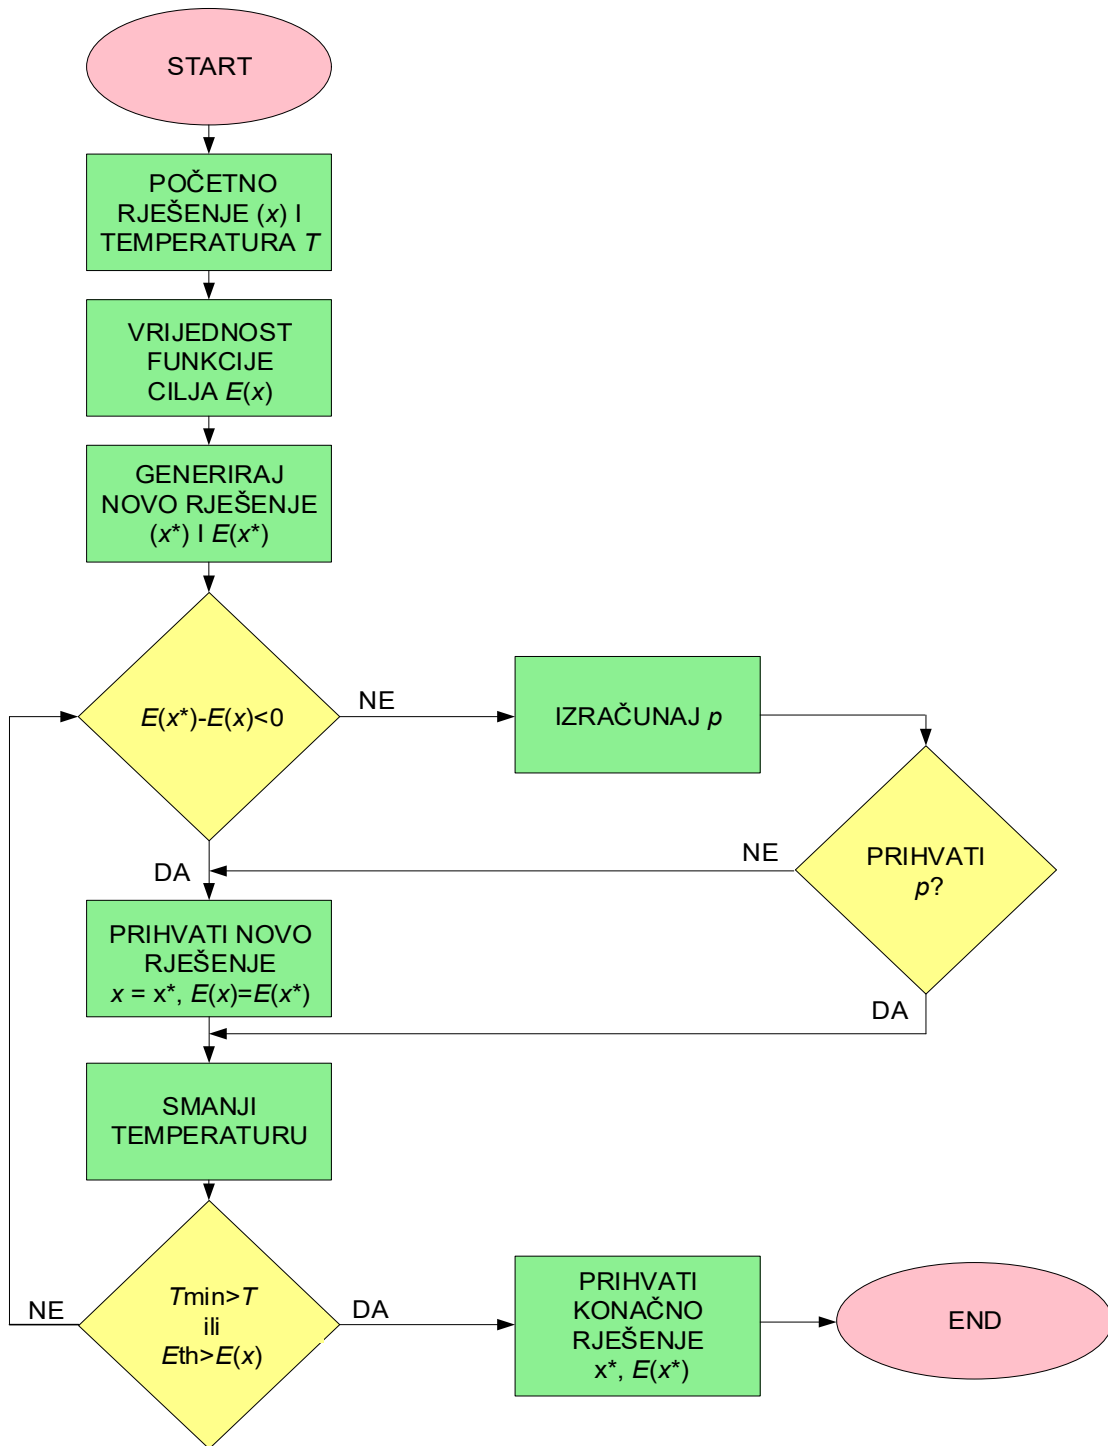 START
POČETNO
RJEŠENJE (x) I
TEMPERATURA T
VRIJEDNOST
FUNKCIJE
CILJA E(x)
GENERIRAJ
NOVO RJEŠENJE
(x*) I E(x*)
E(x*)-E(x)<0
NE
IZRAČUNAJ p
PRIHVATI
p?
NE
DA
PRIHVATI NOVO
RJEŠENJE
x = x*, E(x)=E(x*)
DA
SMANJI
TEMPERATURU
Tmin>T
ili
Eth>E(x)
NE
DA
PRIHVATI
KONAČNO
RJEŠENJE
x*, E(x*)
END